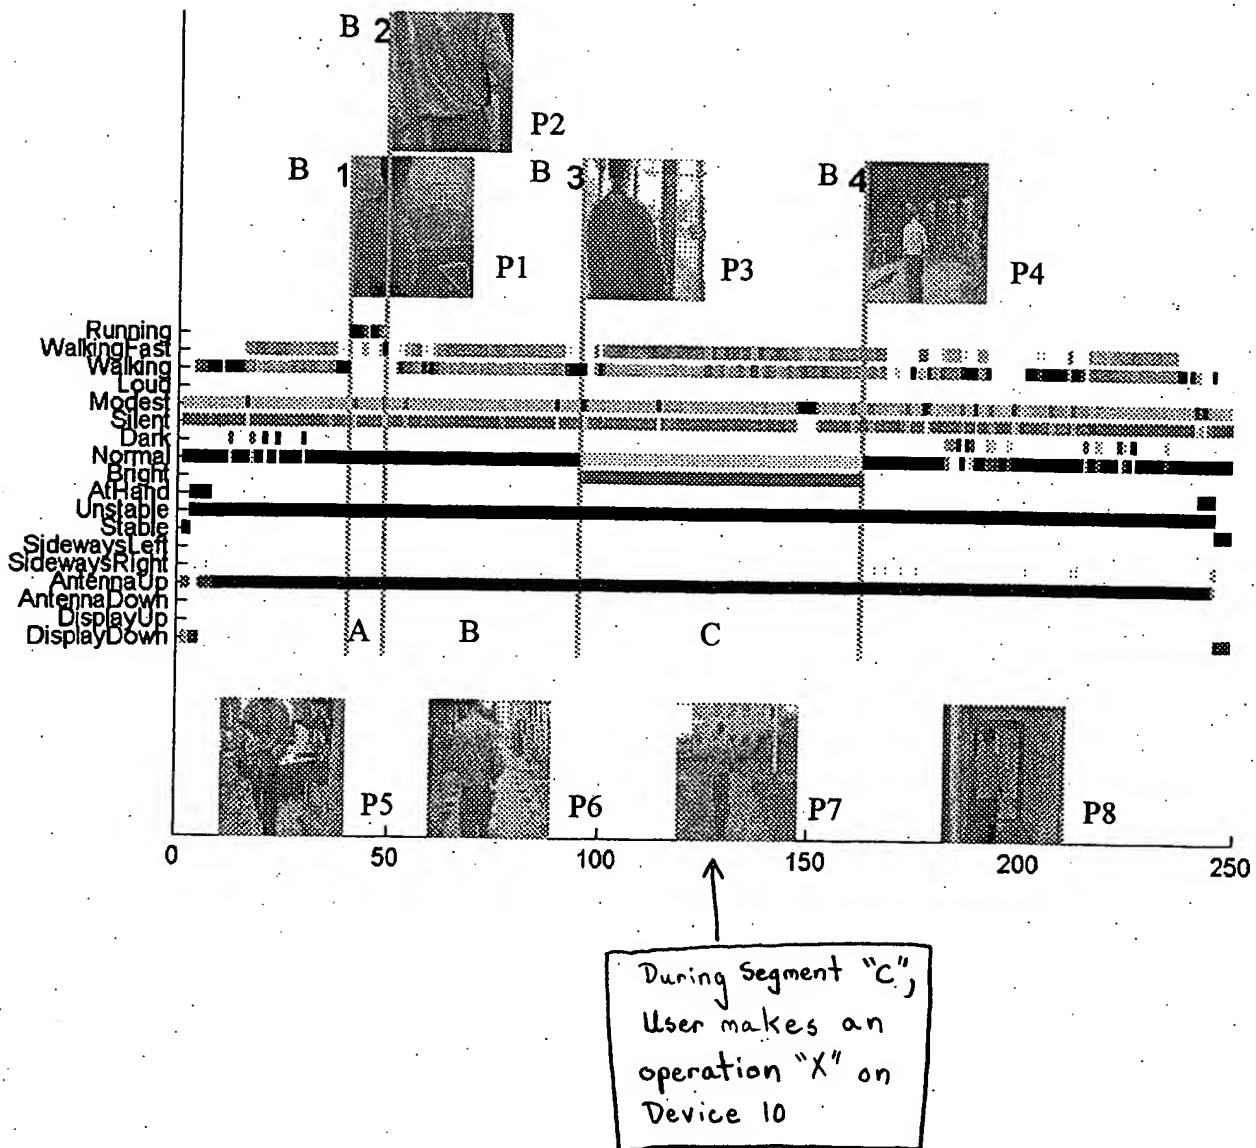 B 2
P2
B 1
P1
B 3
P3
B 4
P4
Running
WalkingFast
Walking
Loud
Modest
Silent
Dark
Normal
Bright
AtHand
Unstable
Stable
SidewaysLeft
SidewaysRight
AntennaUp
AntennaDown
DisplayUp
DisplayDown
A B C
P5 P6 P7 P8
0 50 100 150 200 250
During Segment "C",
User makes an
operation "X" on
Device 10